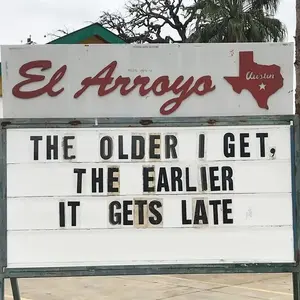 El Arroyo
Austin
THE OLDER I GET,
THE EARLIER
IT GETS LATE